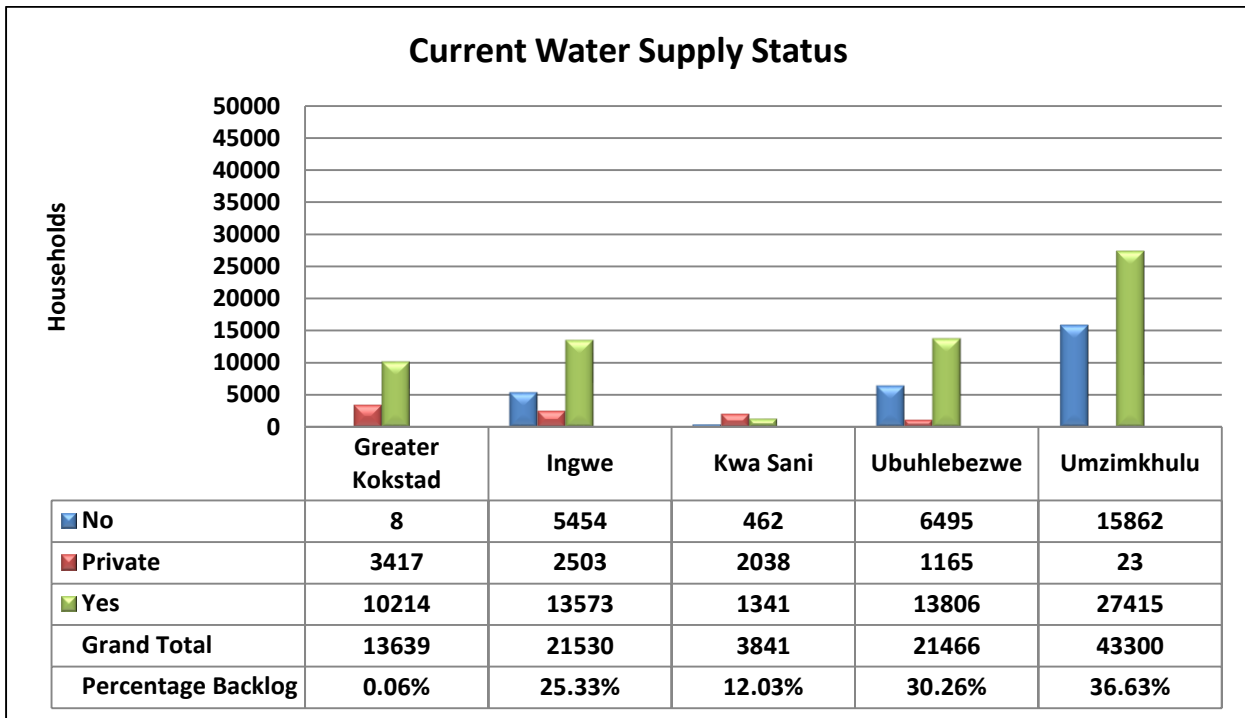 Current Water Supply Status
Households
50000
45000
40000
35000
30000
25000
20000
15000
10000
5000
0
Greater Kokstad Ingwe Kwa Sani Ubuhlebezwe Umzimkhulu
No 8 5454 462 6495 15862
Private 3417 2503 2038 1165 23
Yes 10214 13573 1341 13806 27415
Grand Total 13639 21530 3841 21466 43300
Percentage Backlog 0.06% 25.33% 12.03% 30.26% 36.63%